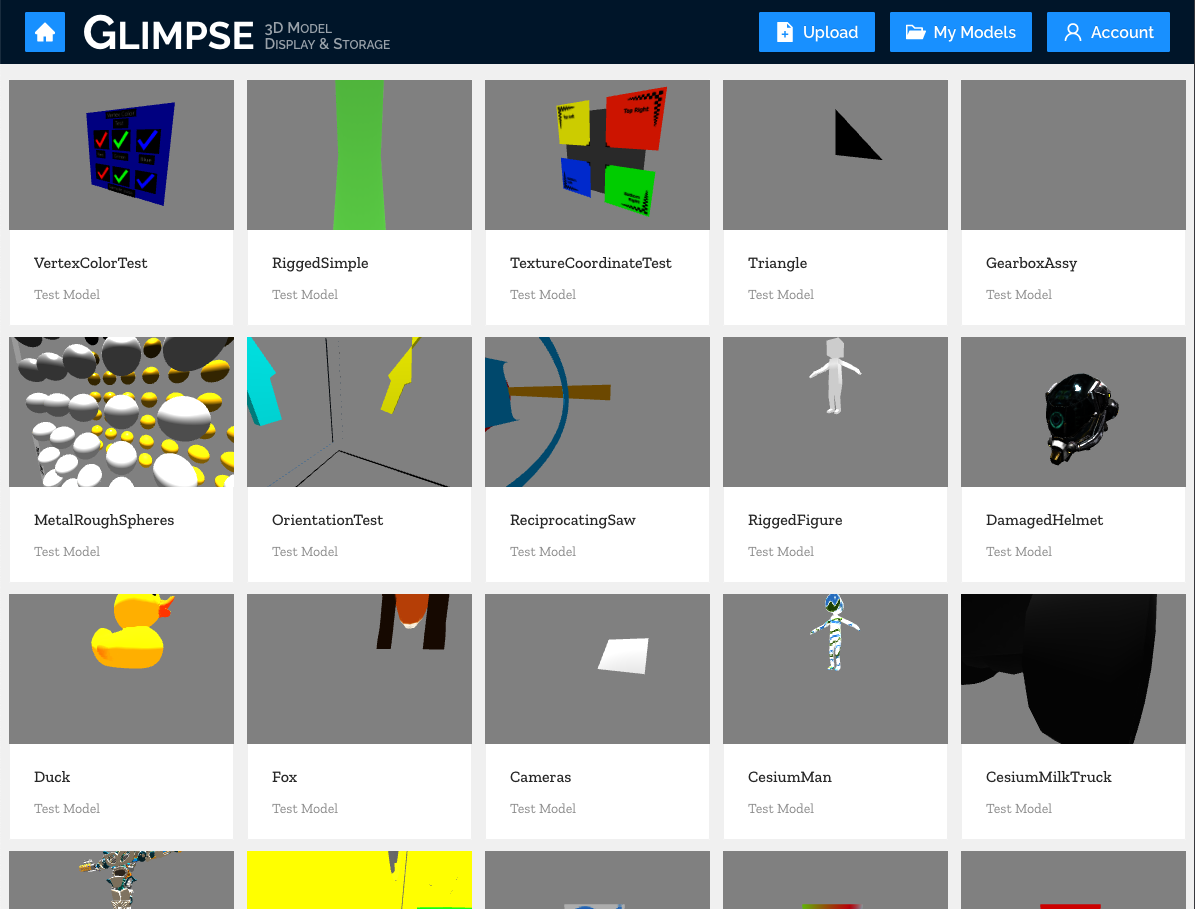 GLIMPSE
3D MODEL
DISPLAY & STORAGE
Upload
My Models
Account
Top Right
VertexColorTest
RiggedSimple
TextureCoordinateTest
Triangle
GearboxAssy
Test Model
Test Model
Test Model
Test Model
Test Model
MetalRoughSpheres
OrientationTest
ReciprocatingSaw
RiggedFigure
DamagedHelmet
Test Model
Test Model
Test Model
Test Model
Test Model
Duck
Fox
Cameras
CesiumMan
CesiumMilkTruck
Test Model
Test Model
Test Model
Test Model
Test Model